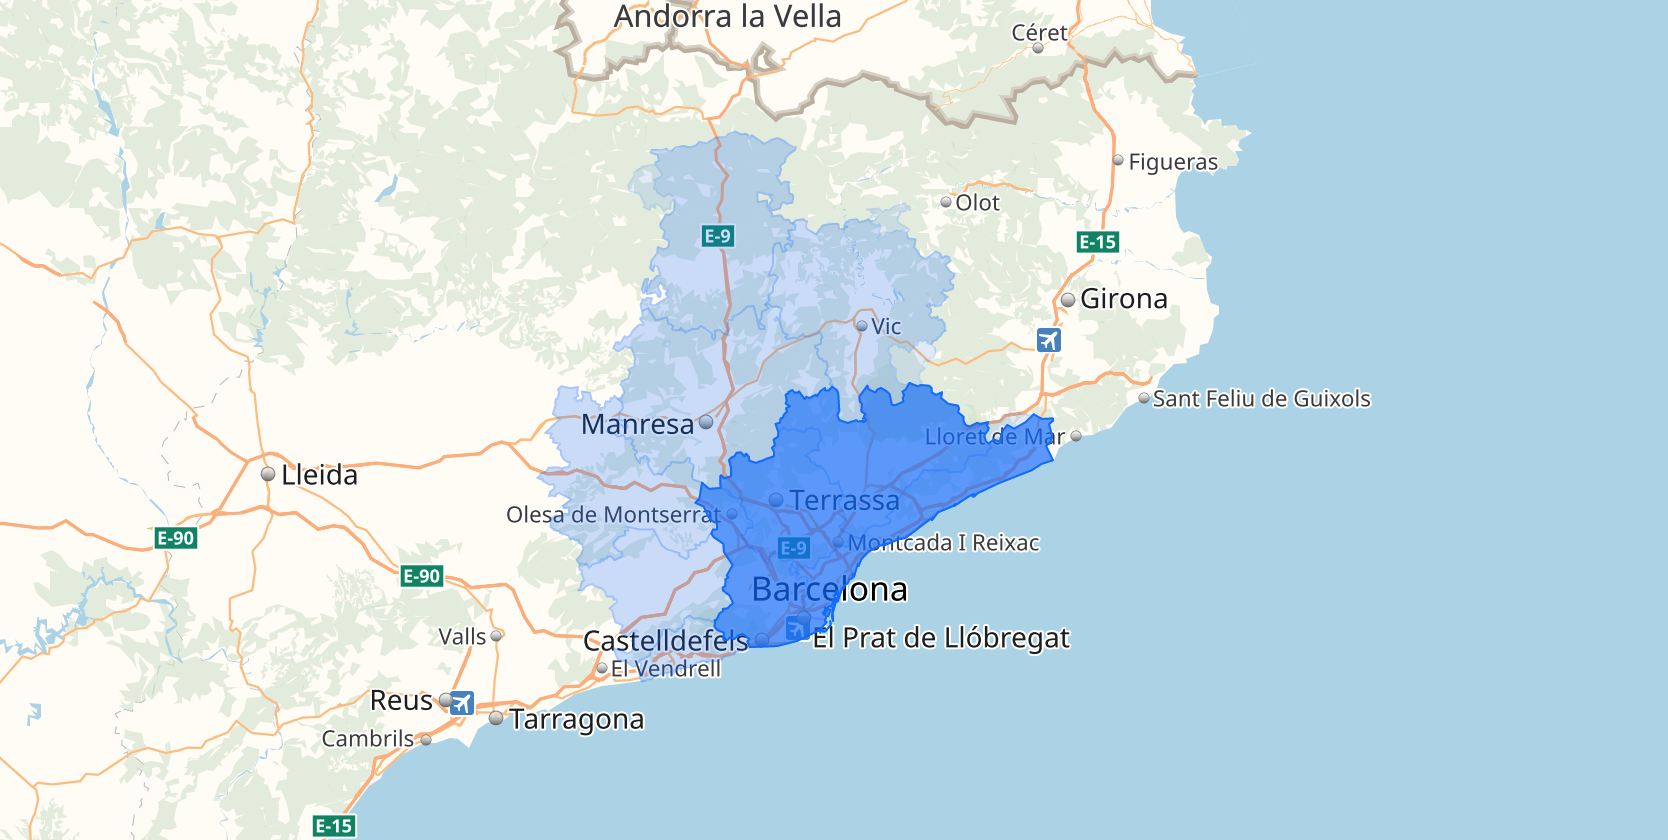 Andorra la Vella
Céret
Figueras
Olot
E-9
E-15
Girona
Vic
Sant Feliu de Guixols
Manresa
Lloret de Mar
Lleida
Terrassa
Olesa de Montserrat
E-90
E-9
Montcada I Reixac
E-90
Barcelona
Valls
Castelldefels
El Prat de Llóbregat
El Vendrell
Reus
Tarragona
Cambrils
E-15